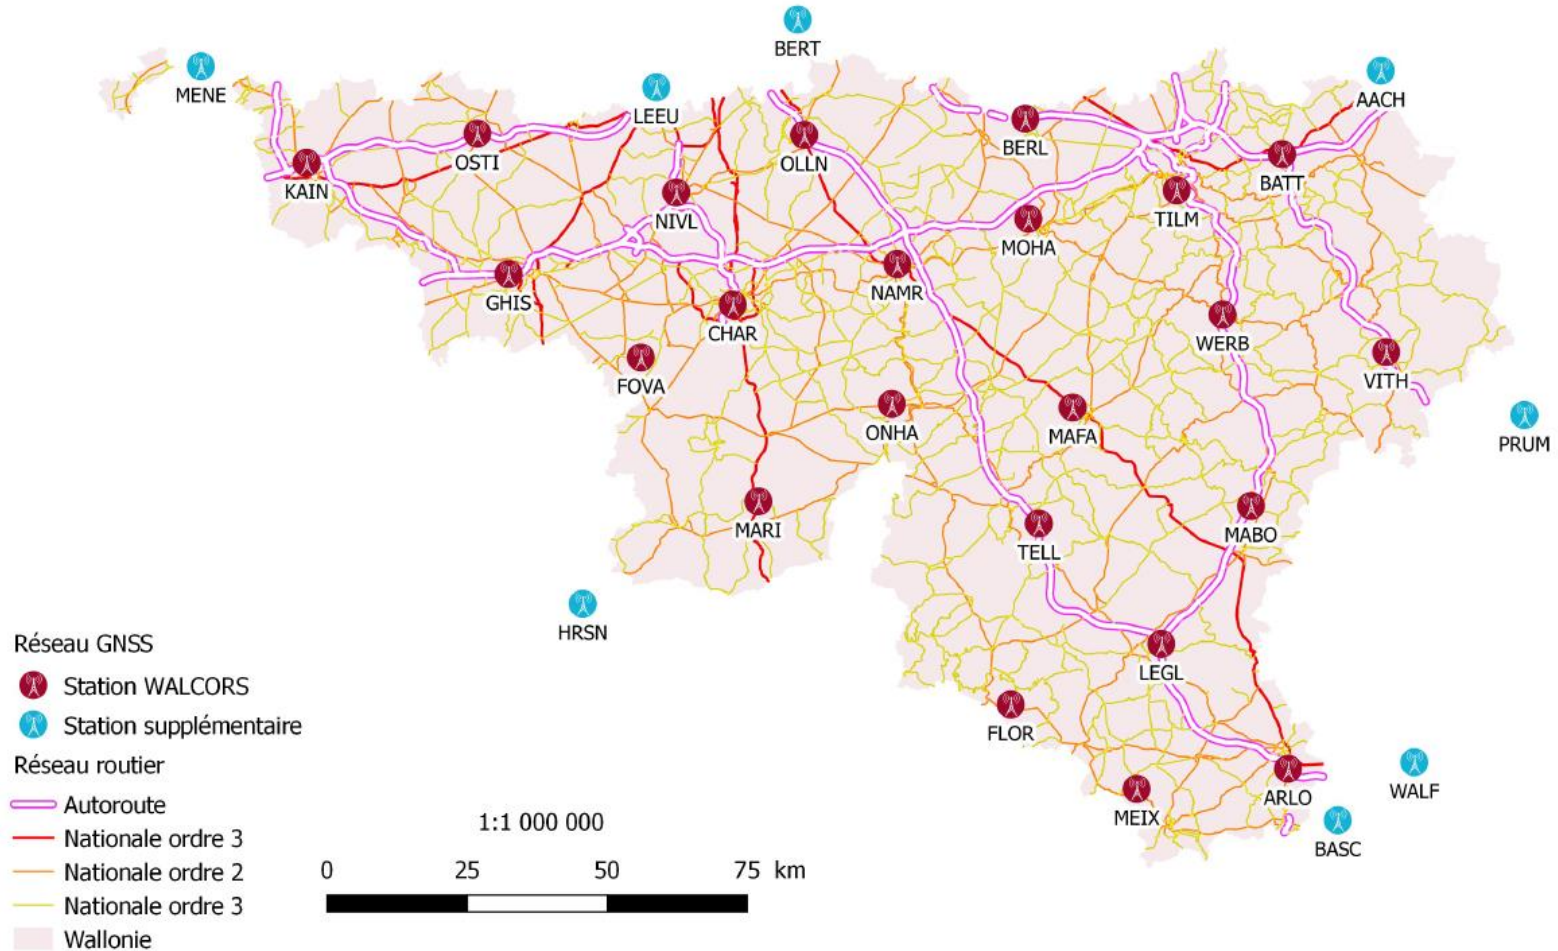 BERT
MENE
LEEU
AACH
KAIN
OSTI
NIVL
OLLN
BERL
TILM
BATT
MOHA
GHIS
CHAR
NAMR
WERB
VITH
FOVA
ONHA
MAFA
PRUM
MARI
TELL
MABO
HRSN
LEGL
FLOR
MEIX
ARLO
WALF
BASC
Réseau GNSS
Station WALCORS
Station supplémentaire
Réseau routier
Autoroute
Nationale ordre 3
Nationale ordre 2
Nationale ordre 3
Wallonie
1:1 000 000
0 25 50 75 km